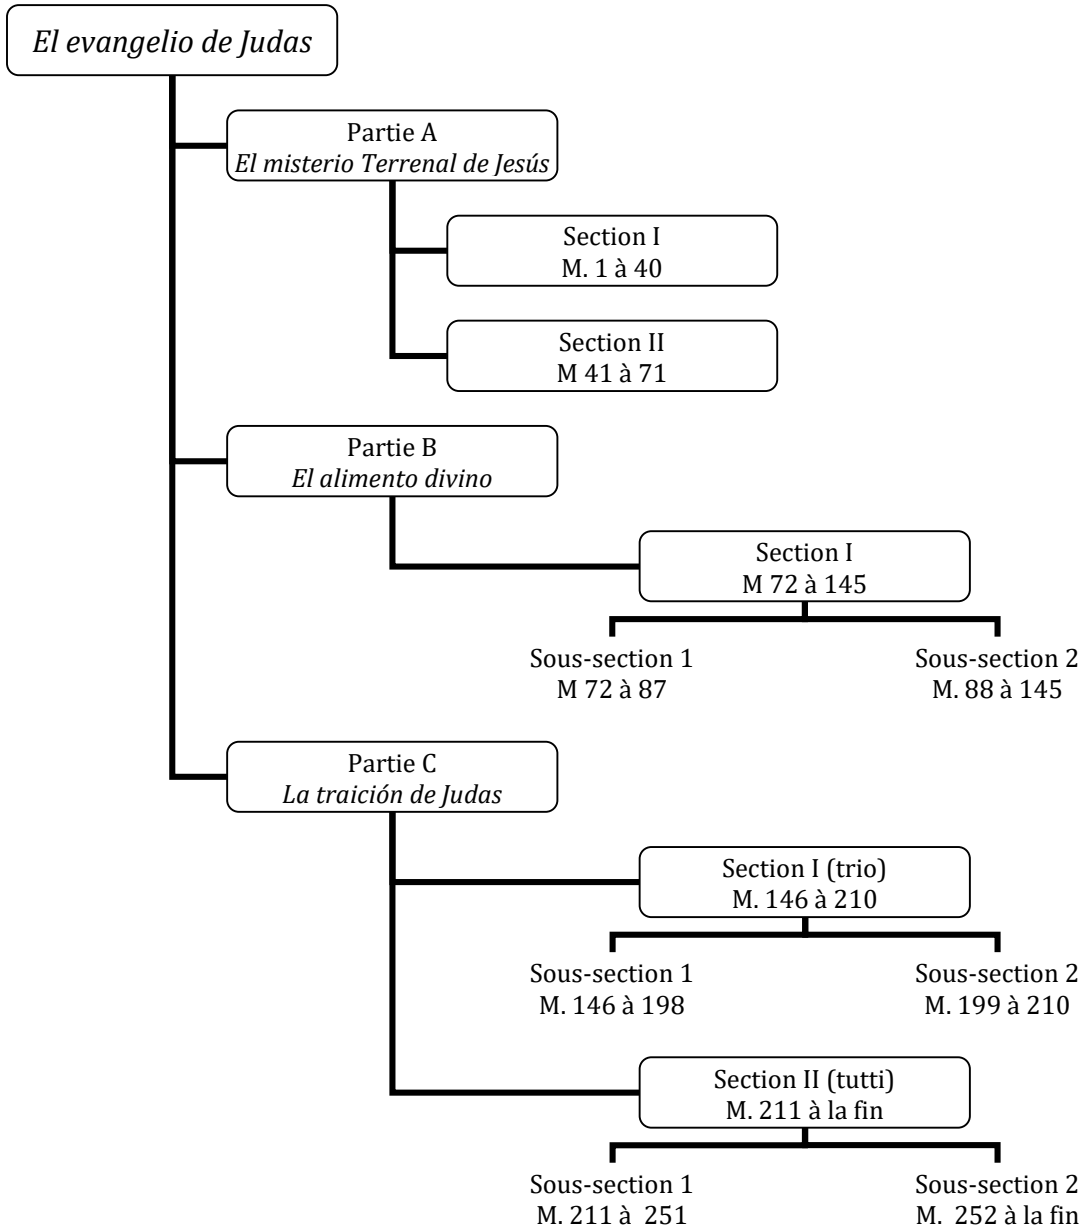 El evangelio de Judas
Partie A
El misterio Terrenal de Jesús
Section I
M. 1 à 40
Section II
M 41 à 71
Partie B
El alimento divino
Section I
M 72 à 145
Sous-section 1
M 72 à 87
Sous-section 2
M. 88 à 145
Partie C
La traición de Judas
Section I (trio)
M. 146 à 210
Sous-section 1
M. 146 à 198
Sous-section 2
M. 199 à 210
Section II (tutti)
M. 211 à la fin
Sous-section 1
M. 211 à 251
Sous-section 2
M. 252 à la fin